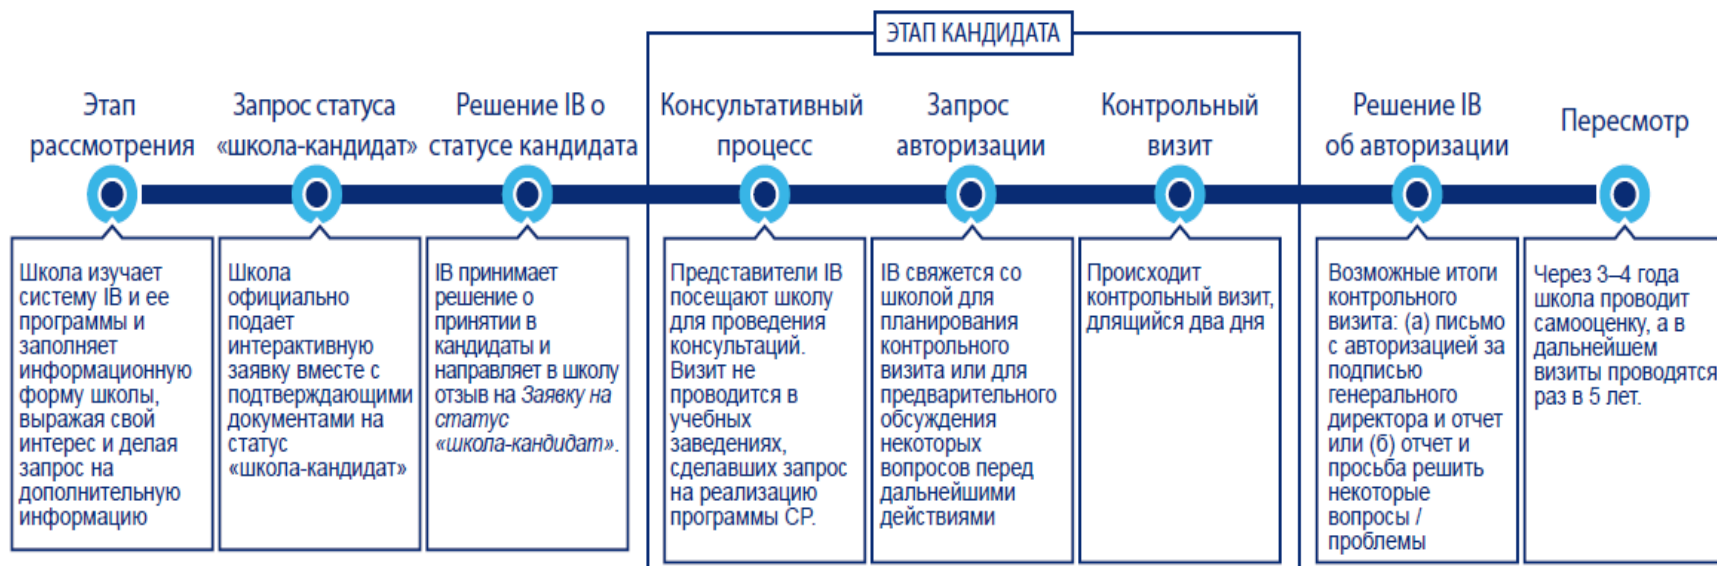 ЭТАП КАНДИДАТА
Этап
рассмотрения
Запрос статуса
«школа-кандидат»
Решение IB о
статусе кандидата
Консультативный
процесс
Запрос
авторизации
Контрольный
визит
Решение IB
об авторизации
Пересмотр
Школа изучает
систему IB и ее
программы и
заполняет
информационную
форму школы,
выражая свой
интерес и делая
запрос на
дополнительную
информацию
Школа
официально
подает
интерактивную
заявку вместе с
подтверждающими
документами на
статус
«школа-кандидат»
IB принимает
решение о
принятии в
кандидаты и
направляет в школу
отзыв на Заявку на
статус
«школа-кандидат».
Представители IB
посещают школу
для проведения
консультаций.
Визит не
проводится в
учебных
заведениях,
сделавших запрос
на реализацию
программы CP.
IB свяжется со
школой для
планирования
контрольного
визита или для
предварительного
обсуждения
некоторых
вопросов перед
дальнейшими
действиями
Происходит
контрольный визит,
длящийся два дня
Возможные итоги
контрольного
визита: (а) письмо
с авторизацией за
подписью
генерального
директора и отчет
или (б) отчет и
просьба решить
некоторые
вопросы /
проблемы
Через 3–4 года
школа проводит
самооценку, а в
дальнейшем
визиты проводятся
раз в 5 лет.